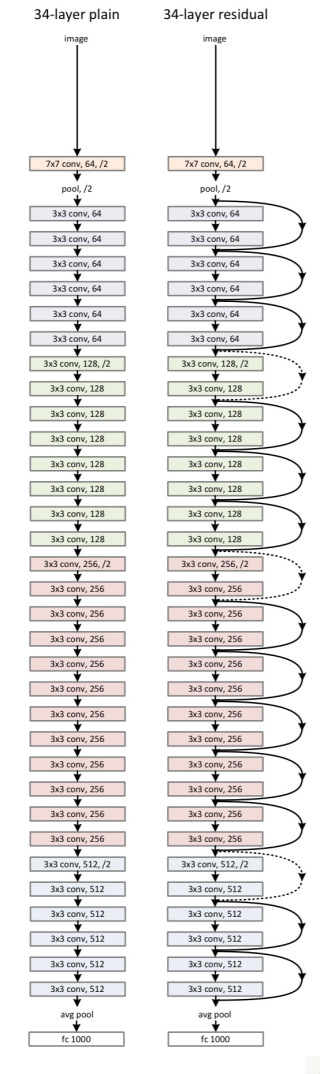 34-layer plain
image
7x7 conv, 64, /2
pool, /2
3x3 conv, 64
3x3 conv, 64
3x3 conv, 64
3x3 conv, 64
3x3 conv, 64
3x3 conv, 64
3x3 conv, 128, /2
3x3 conv, 128
3x3 conv, 128
3x3 conv, 128
3x3 conv, 128
3x3 conv, 128
3x3 conv, 128
3x3 conv, 128
3x3 conv, 256, /2
3x3 conv, 256
3x3 conv, 256
3x3 conv, 256
3x3 conv, 256
3x3 conv, 256
3x3 conv, 256
3x3 conv, 256
3x3 conv, 256
3x3 conv, 256
3x3 conv, 256
3x3 conv, 256
3x3 conv, 512, /2
3x3 conv, 512
3x3 conv, 512
3x3 conv, 512
3x3 conv, 512
3x3 conv, 512
avg pool
fc 1000
34-layer residual
image
7x7 conv, 64, /2
pool, /2
3x3 conv, 64
3x3 conv, 64
3x3 conv, 64
3x3 conv, 64
3x3 conv, 64
3x3 conv, 64
3x3 conv, 128, /2
3x3 conv, 128
3x3 conv, 128
3x3 conv, 128
3x3 conv, 128
3x3 conv, 128
3x3 conv, 128
3x3 conv, 128
3x3 conv, 256, /2
3x3 conv, 256
3x3 conv, 256
3x3 conv, 256
3x3 conv, 256
3x3 conv, 256
3x3 conv, 256
3x3 conv, 256
3x3 conv, 256
3x3 conv, 256
3x3 conv, 256
3x3 conv, 256
3x3 conv, 512, /2
3x3 conv, 512
3x3 conv, 512
3x3 conv, 512
3x3 conv, 512
3x3 conv, 512
avg pool
fc 1000